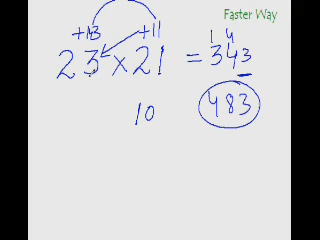 Faster Way
+13 +11 1 4
23 × 21 = 343
10 483